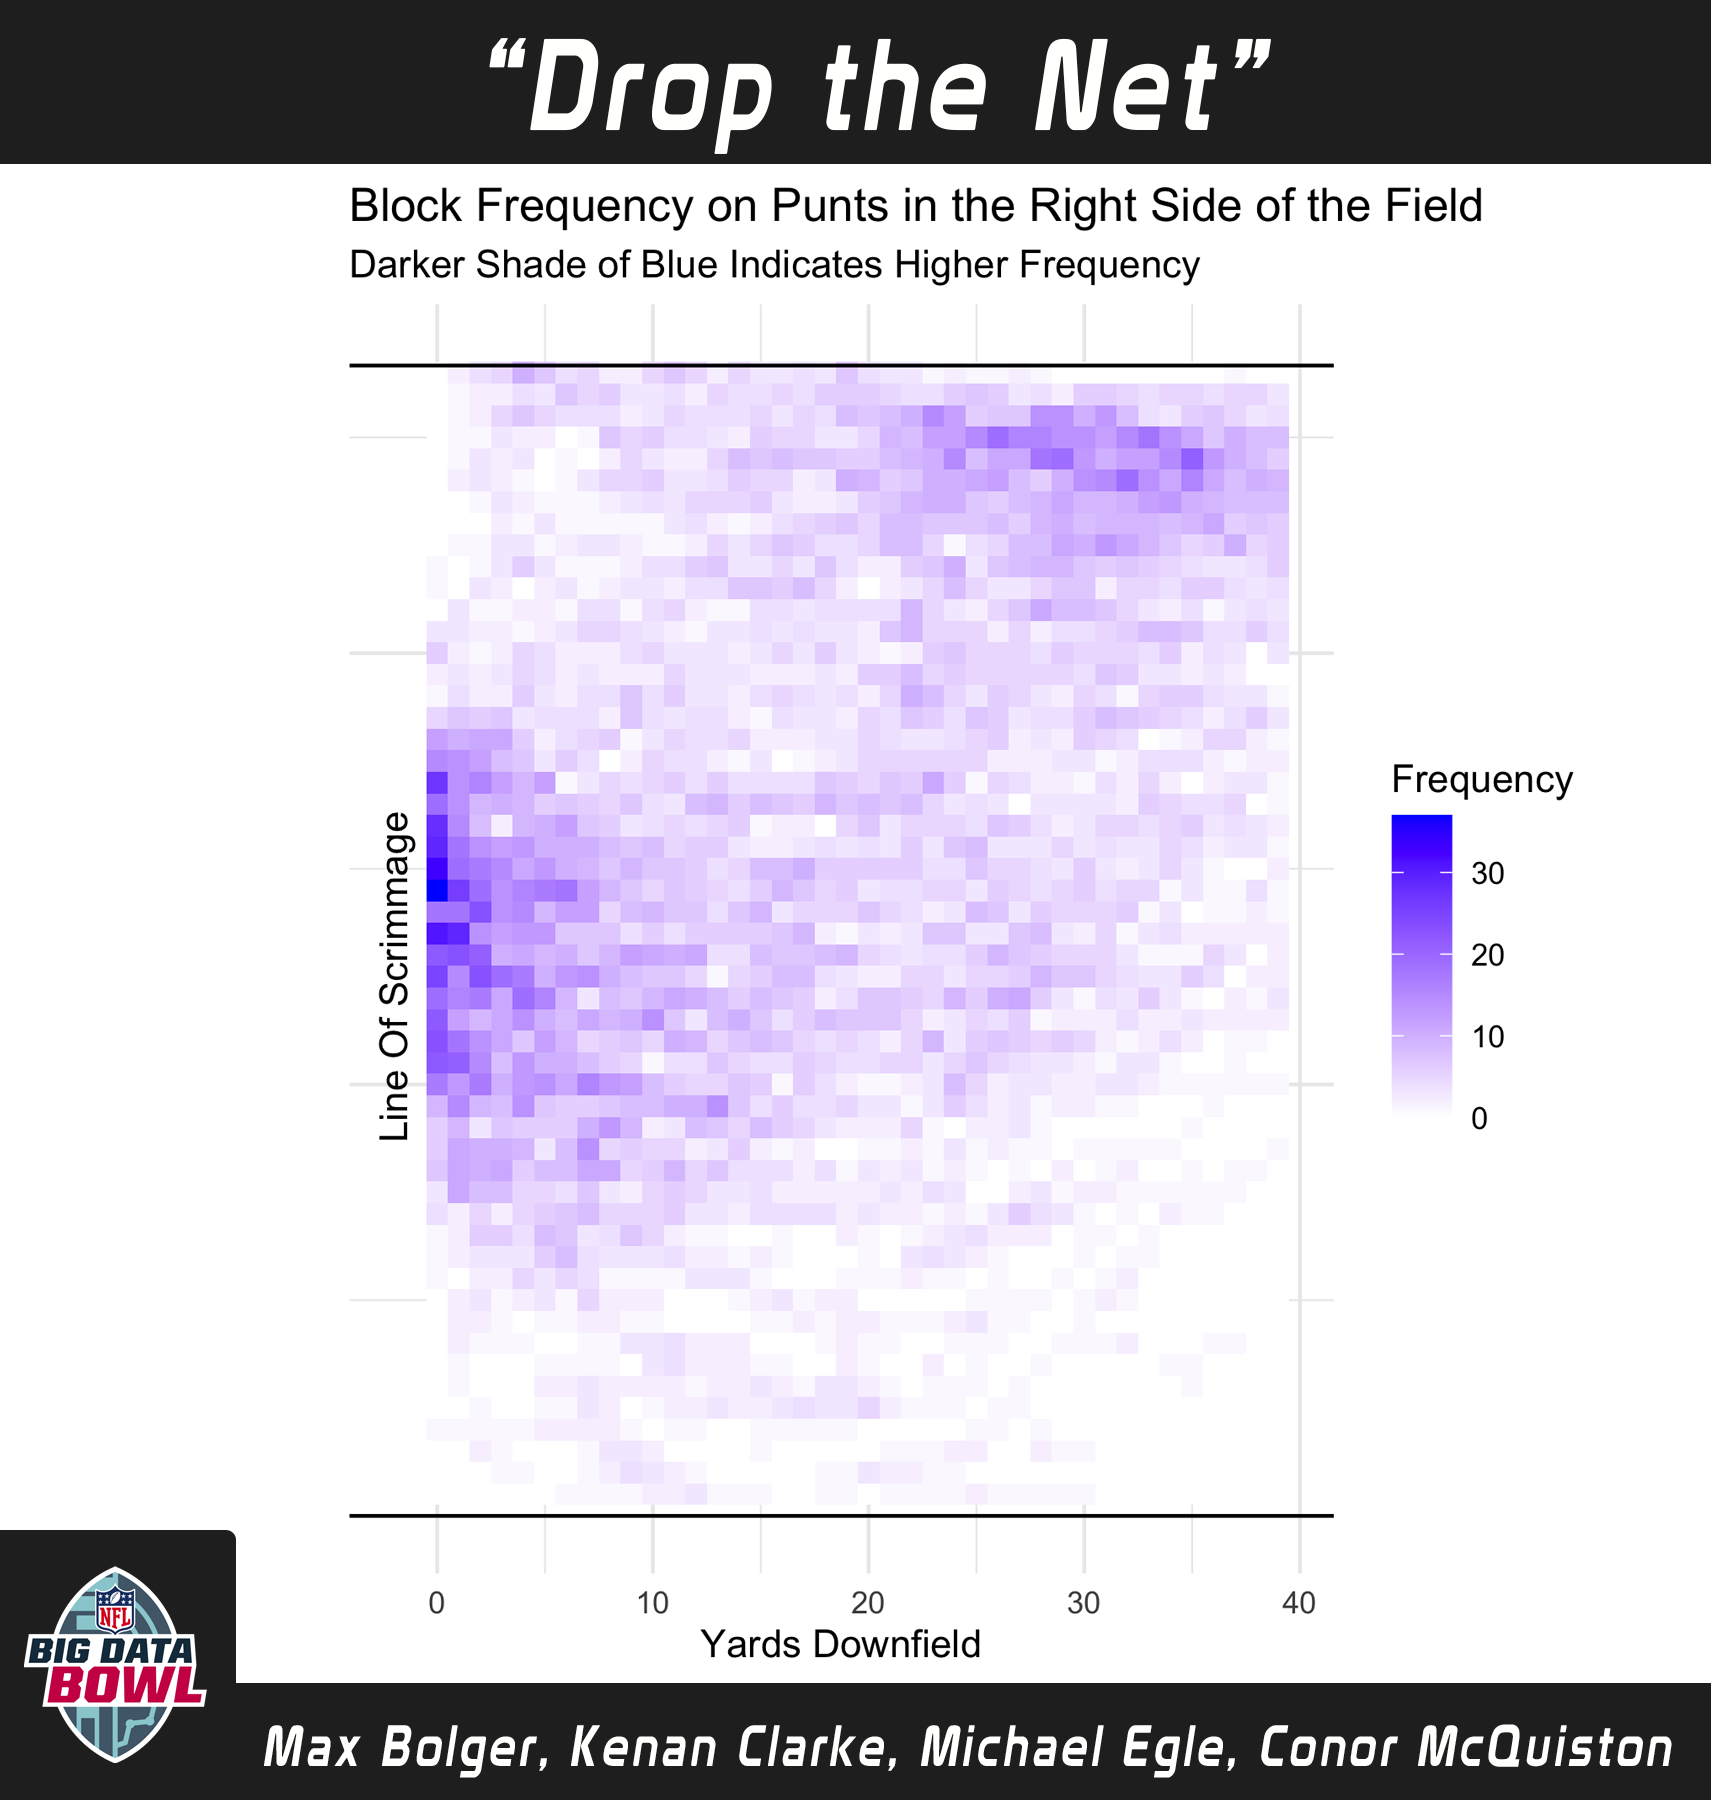 “Drop the Net”
Block Frequency on Punts in the Right Side of the Field
Darker Shade of Blue Indicates Higher Frequency
Line Of Scrimmage
Frequency
30
20
10
0
0 10 20 30 40
Yards Downfield
NFL
BIG DATA
BOWL
Max Bolger, Kenan Clarke, Michael Egle, Conor McQuiston